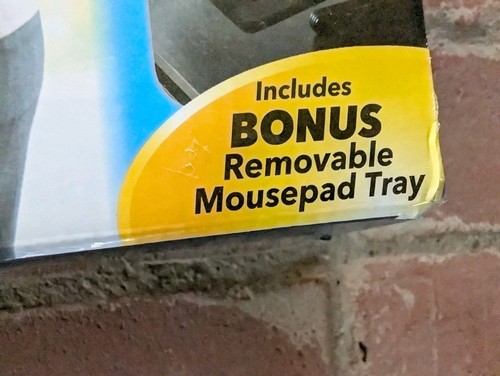 Includes
BONUS
Removable
Mousepad Tray